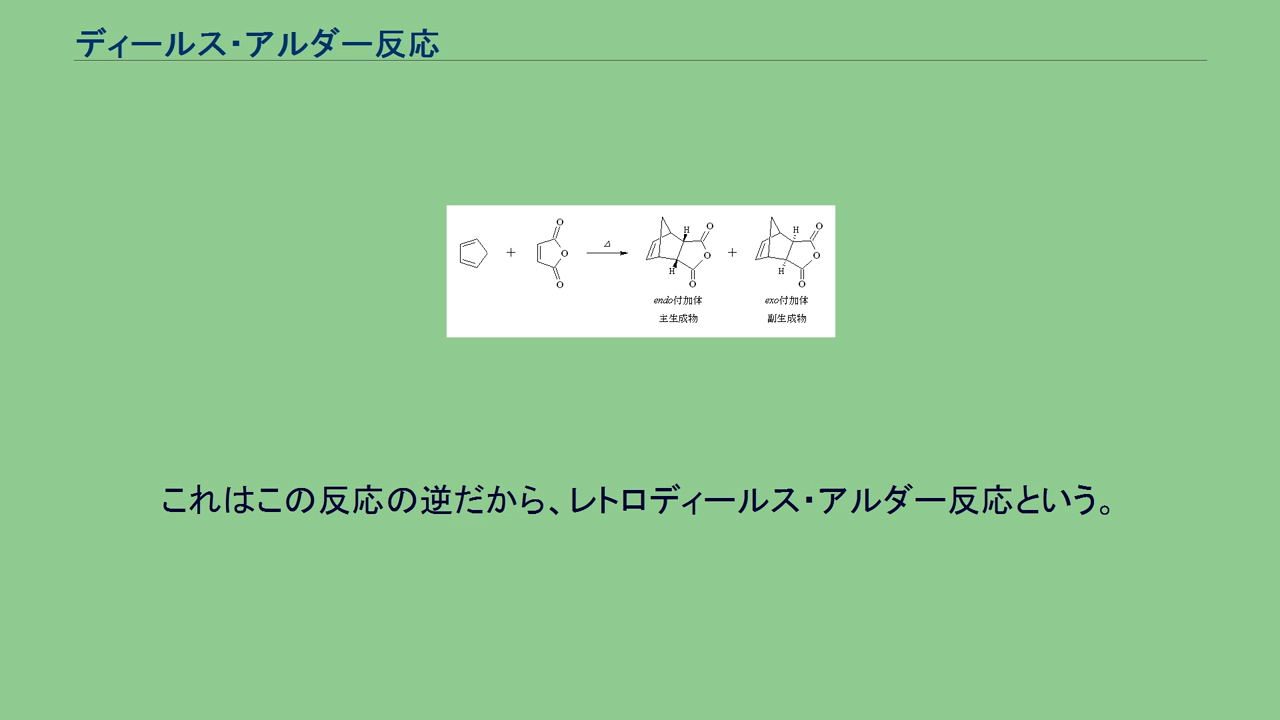 ディールス・アルダー反応
O
O
O
+
Δ
H
H
O
O
O
+
H
H
O
O
O
endo付加体
exo付加体
主生成物
副生成物
これはこの反応の逆だから、レトロディールス・アルダー反応という。